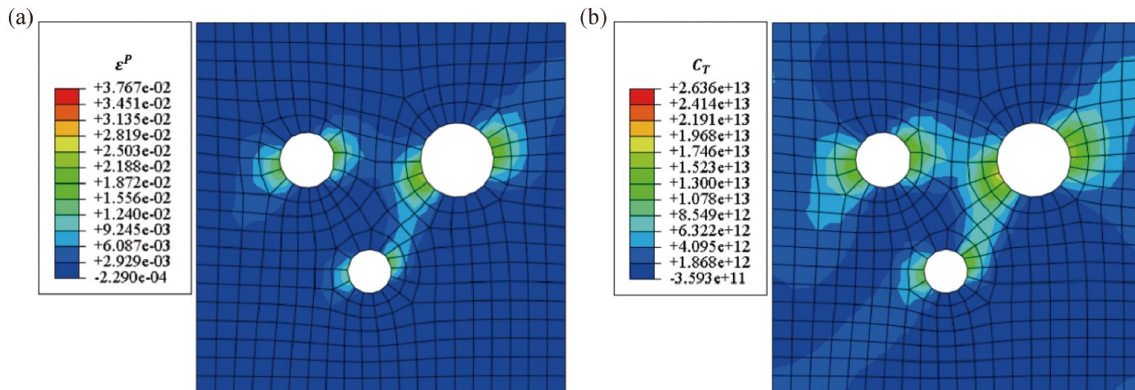 (a)
ε^P
+3.767e-02
+3.451e-02
+3.135e-02
+2.819e-02
+2.503e-02
+2.188e-02
+1.872e-02
+1.556e-02
+1.240e-02
+9.245e-03
+6.087e-03
+2.929e-03
-2.290e-04
(b)
C_T
+2.636e+13
+2.414e+13
+2.191e+13
+1.968e+13
+1.746e+13
+1.523e+13
+1.300e+13
+1.078e+13
+8.549e+12
+6.322e+12
+4.095e+12
+1.868e+12
-3.593e+11